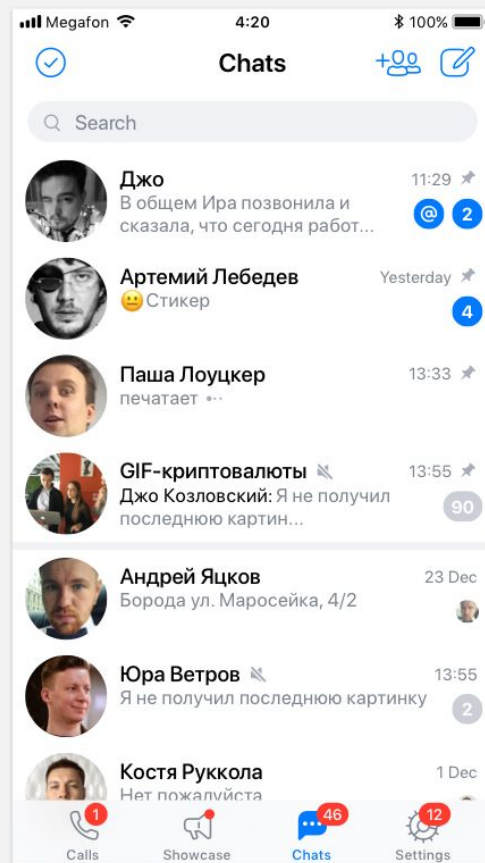 Megafon 4:20 100%
Chats
Search
Джо 11:29
В общем Ира позвонила и
сказала, что сегодня работ... @ 2
Артемий Лебедев Yesterday
😐Стикер 4
Паша Лоуцкер 13:33
печатает
GIF-криптовалюты 13:55
Джо Козловский: Я не получил
последнюю картин... 90
Андрей Яцков 23 Dec
Борода ул. Маросейка, 4/2
Юра Ветров 13:55
Я не получил последнюю картинку 2
Костя Руккола 1 Dec
Нет пожалуйста
1 46 12
Calls Showcase Chats Settings